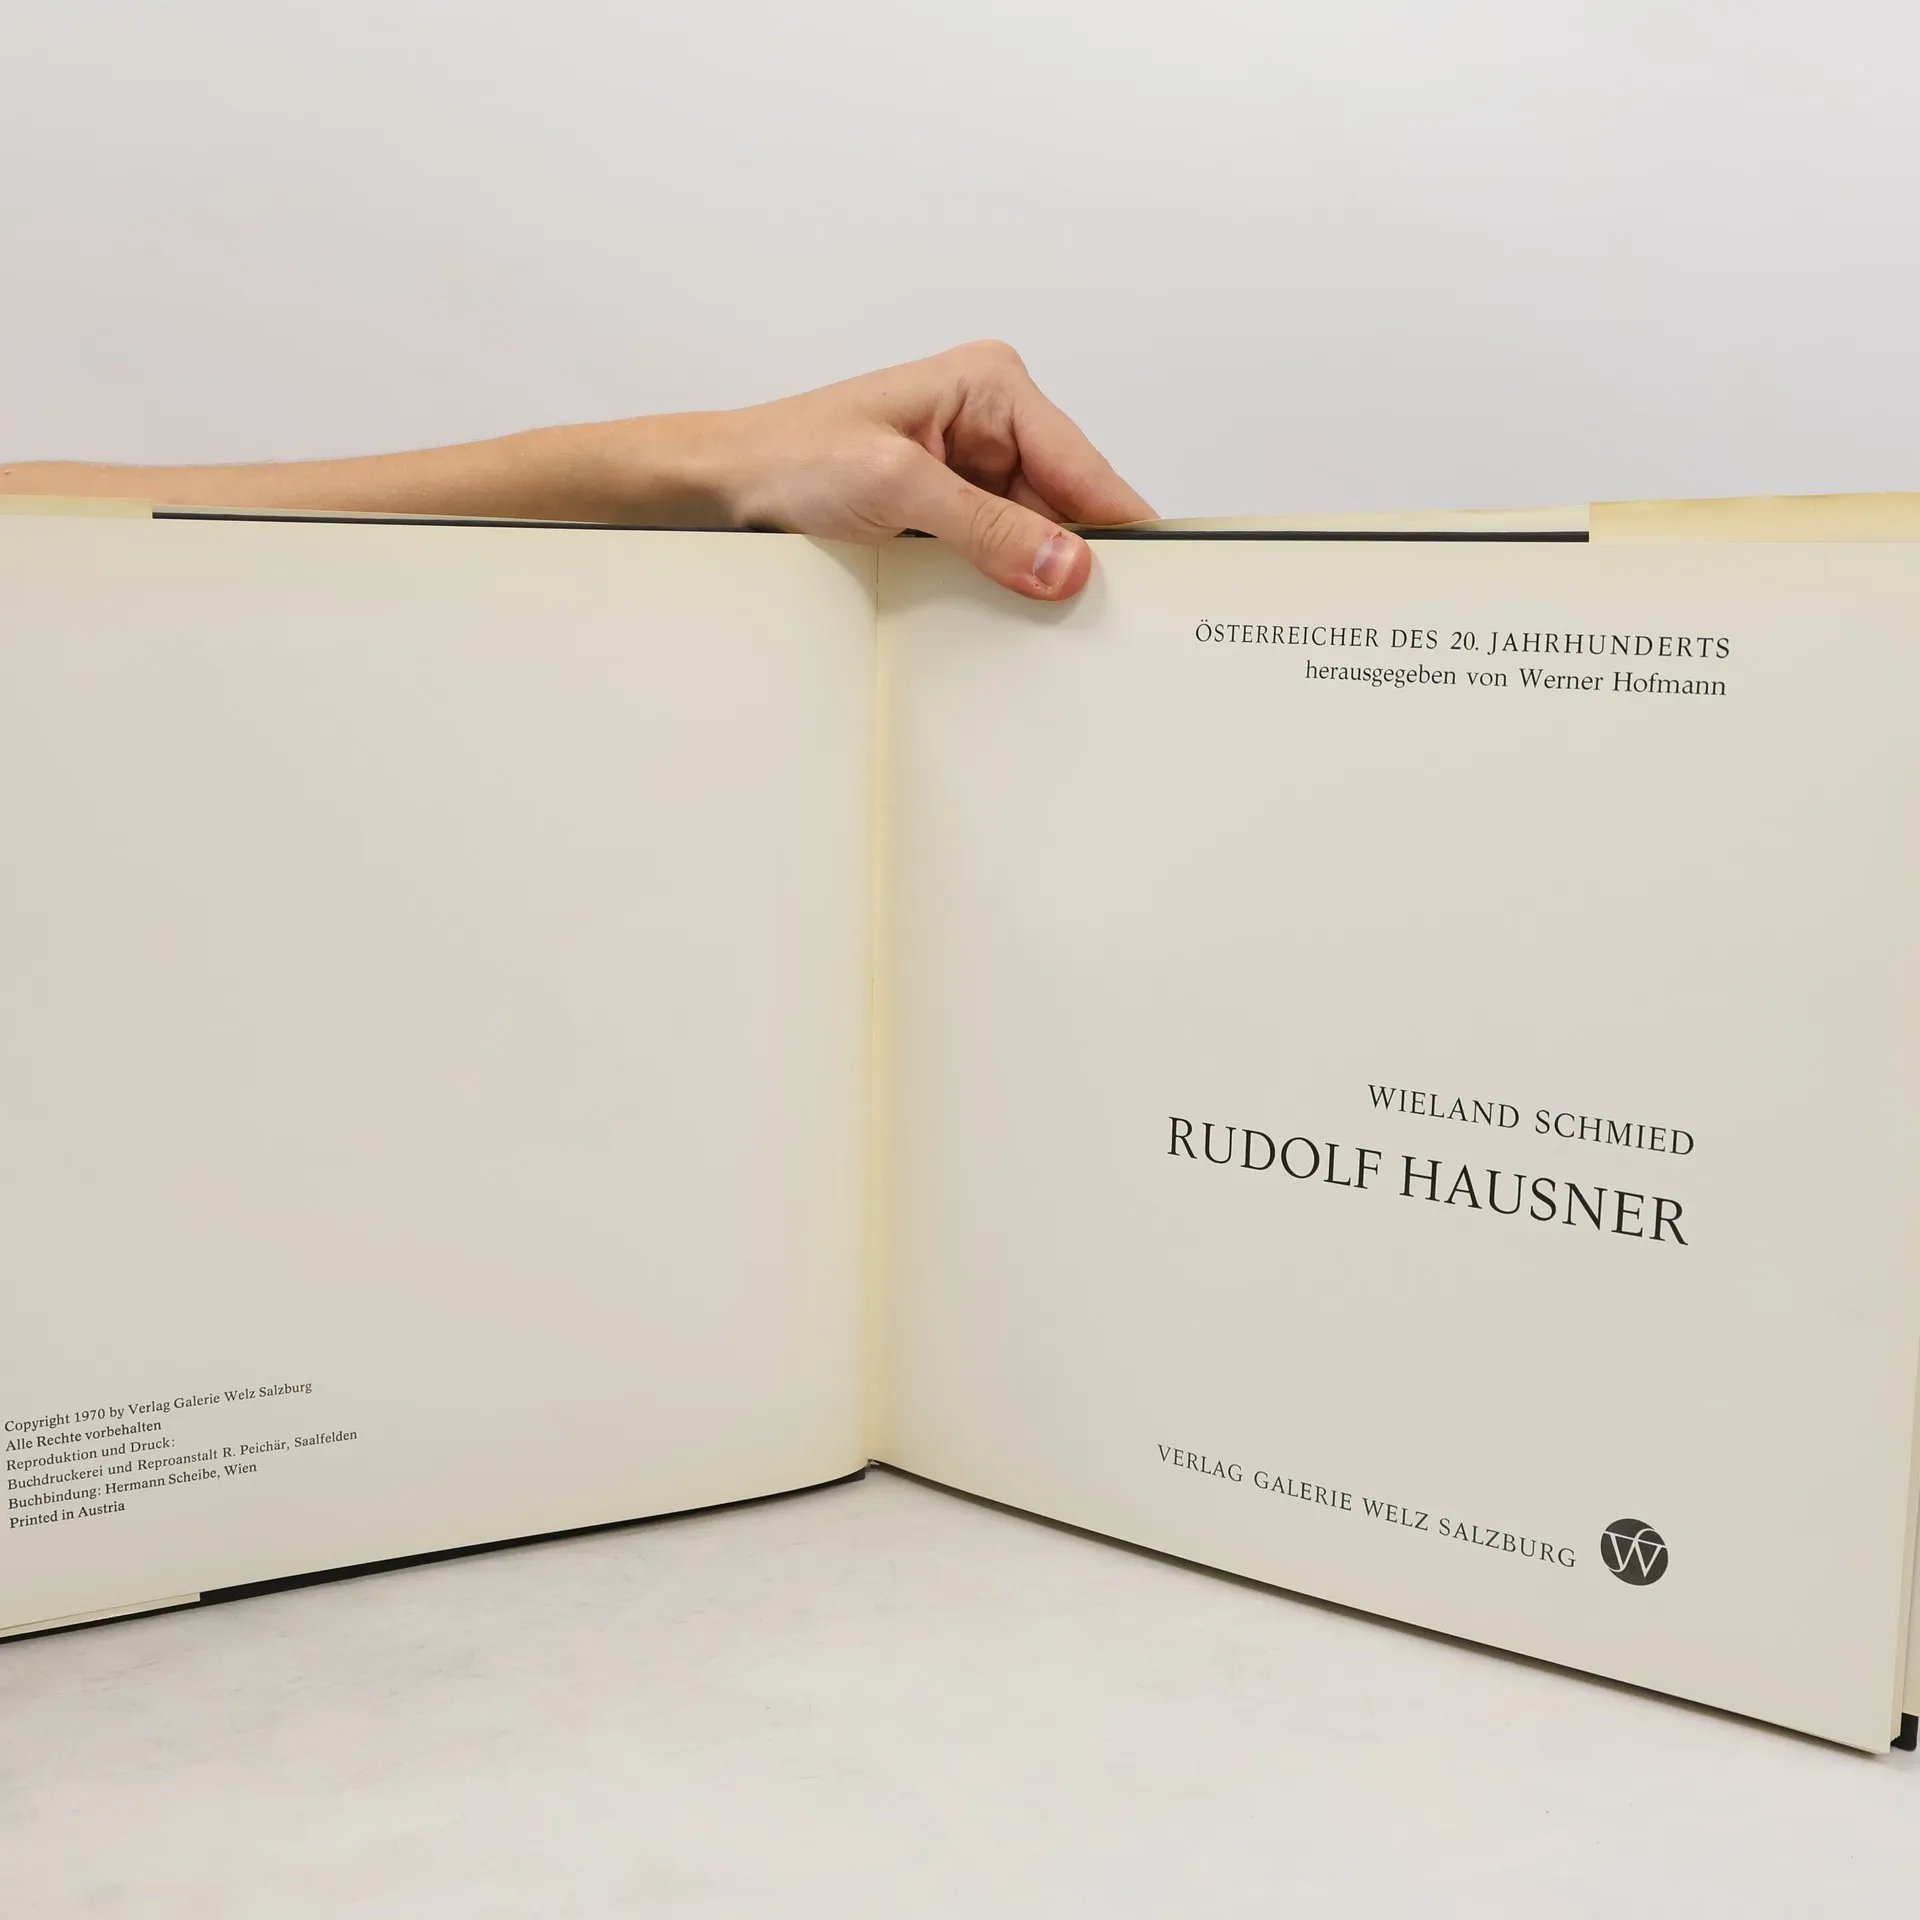 Copyright 1970 by Verlag Galerie Welz Salzburg
Alle Rechte vorbehalten
Reproduktion und Druck:
Buchdruckerei und Reproanstalt R. Peichär, Saalfelden
Buchbindung: Hermann Scheibe, Wien
Printed in Austria
ÖSTERREICHER DES 20. JAHRHUNDERTS
herausgegeben von Werner Hofmann
WIELAND SCHMIED
RUDOLF HAUSNER
VERLAG GALERIE WELZ SALZBURG